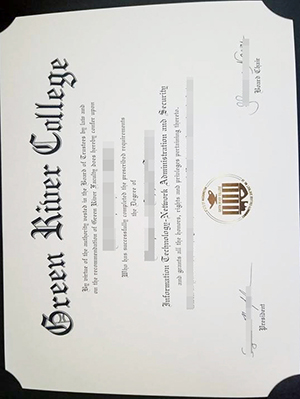 Green River College
By virtue of the authority vested in the Board of Trustees by law and
on the recommendation of Green River Faculty does hereby confer upon
Who has successfully completed the prescribed requirements
the Degree of
Information Technology-Network Administration and Security
and grants all the honors, rights and privileges pertaining thereto.
Board Chair
President